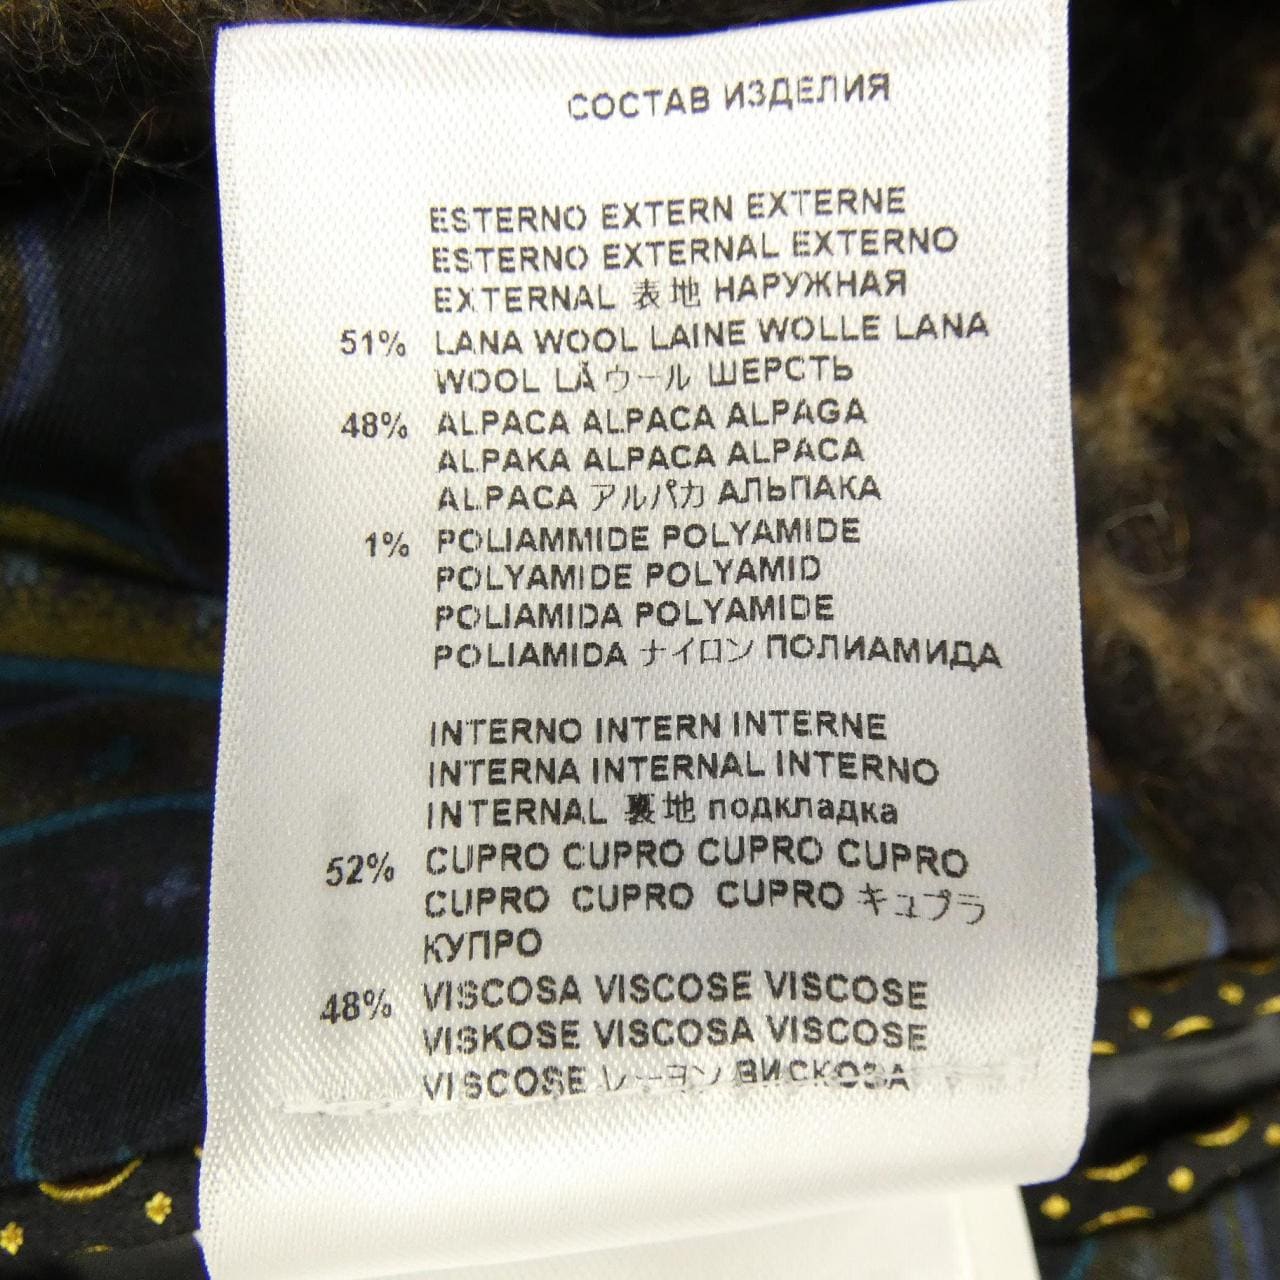 СОСТАВ ИЗДЕЛИЯ
ESTERNO EXTERN EXTERNE
ESTERNO EXTERNAL EXTERNO
EXTERNAL 表地 НАРУЖНАЯ
51% LANA WOOL LAINE WOLLE LANA
WOOL LÃ ウール ШЕРСТЬ
48% ALPACA ALPACA ALPAGA
ALPAKA ALPACA ALPACA
ALPACA アルパカ АЛЬПАКА
1% POLIAMMIDE POLYAMIDE
POLYAMIDE POLYAMID
POLIAMIDA POLYAMIDE
POLIAMIDA ナイロン ПОЛИАМИДА
INTERNO INTERN INTERNE
INTERNA INTERNAL INTERNO
INTERNAL 裏地 подкладка
52% CUPRO CUPRO CUPRO CUPRO
CUPRO CUPRO CUPRO キュプラ
КУПРО
48% VISCOSA VISCOSE VISCOSE
VISKOSE VISCOSA VISCOSE
VISCOSE レーヨン ВИСКОЗА